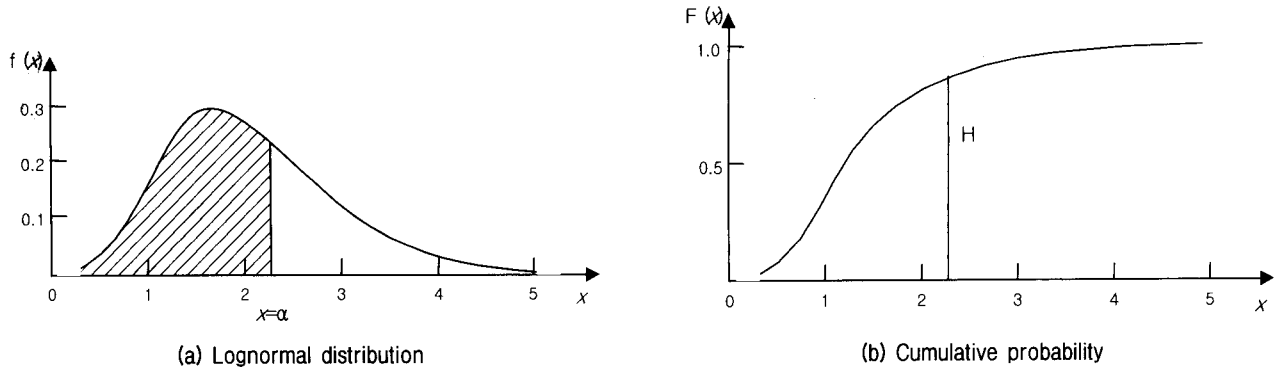 f (x)
0.3
0.2
0.1
0 1 2 3 4 5 x
x=α
(a) Lognormal distribution
F (x)
1.0
0.5
H
0 1 2 3 4 5 x
(b) Cumulative probability